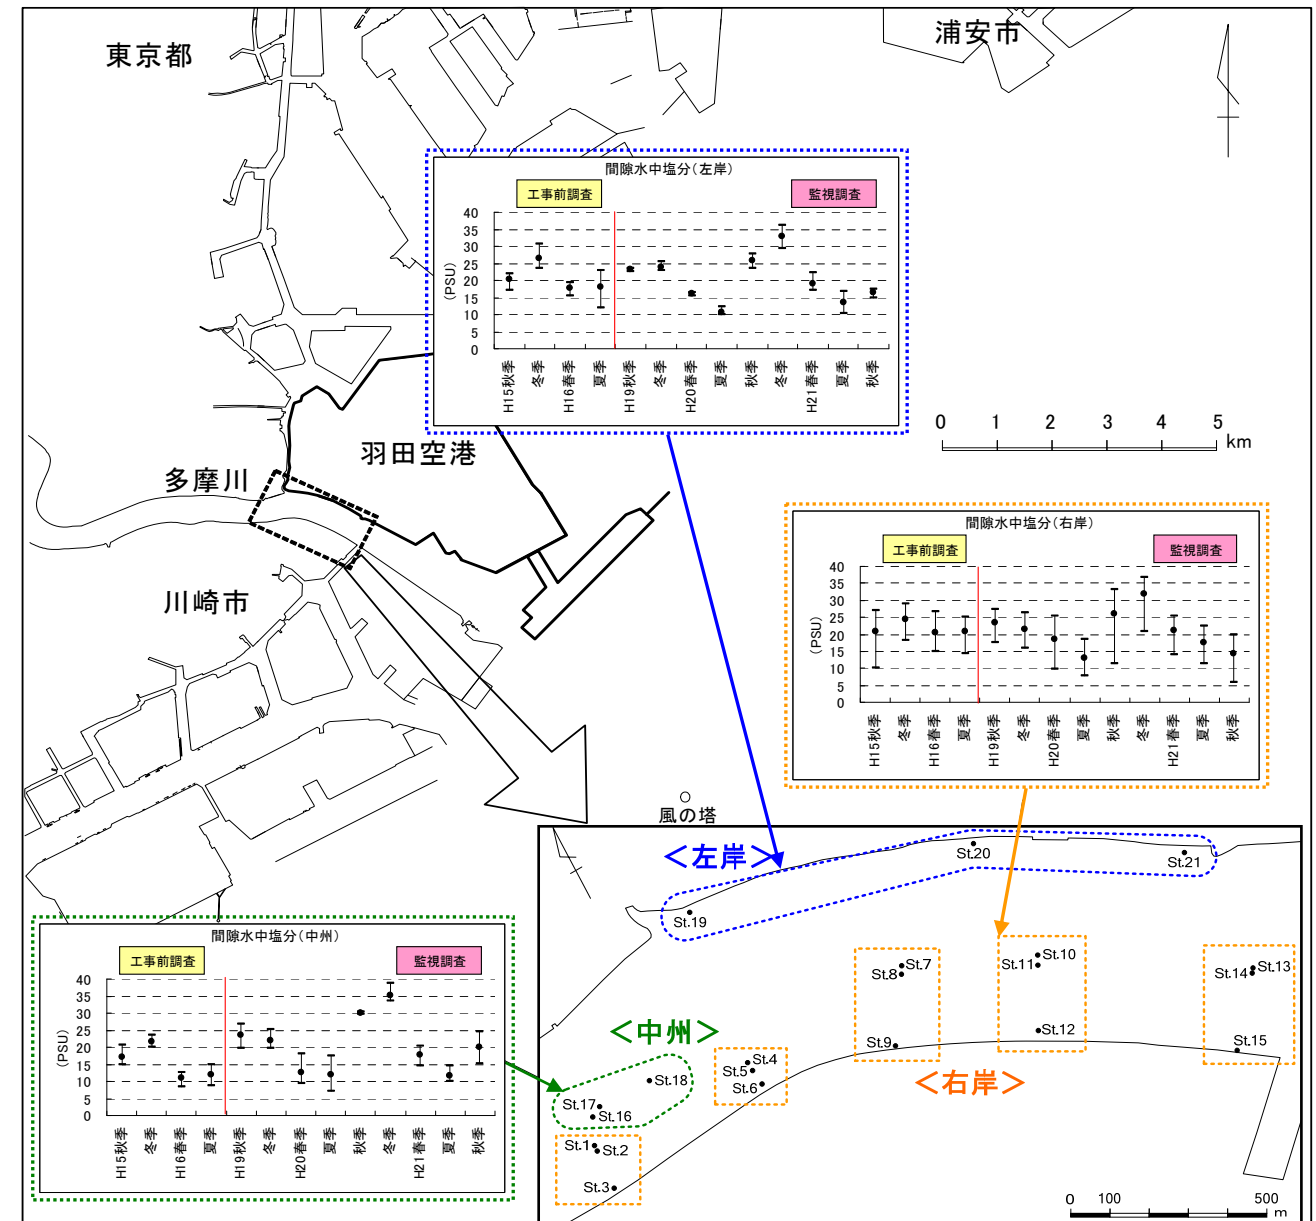 東京都
浦安市
間隙水中塩分(左岸)
工事前調査
監視調査
(PSU)
40
35
30
25
20
15
10
5
0
H15秋季
冬季
H16春季
夏季
H19秋季
冬季
H20春季
夏季
秋季
冬季
H21春季
夏季
秋季
羽田空港
多摩川
川崎市
0 1 2 3 4 5
km
間隙水中塩分(右岸)
工事前調査
監視調査
(PSU)
40
35
30
25
20
15
10
5
0
H15秋季
冬季
H16春季
夏季
H19秋季
冬季
H20春季
夏季
秋季
冬季
H21春季
夏季
秋季
風の塔
<左岸>
St.20
St.21
St.19
間隙水中塩分(中州)
工事前調査
監視調査
(PSU)
40
35
30
25
20
15
10
5
0
H15秋季
冬季
H16春季
夏季
H19秋季
冬季
H20春季
夏季
秋季
冬季
H21春季
夏季
秋季
St.7
St.8
St.9
St.10
St.11
St.12
St.13
St.14
St.15
<中州>
St.18
St.17
St.16
St.4
St.5
St.6
<右岸>
St.1
St.2
St.3
0 100 500
m